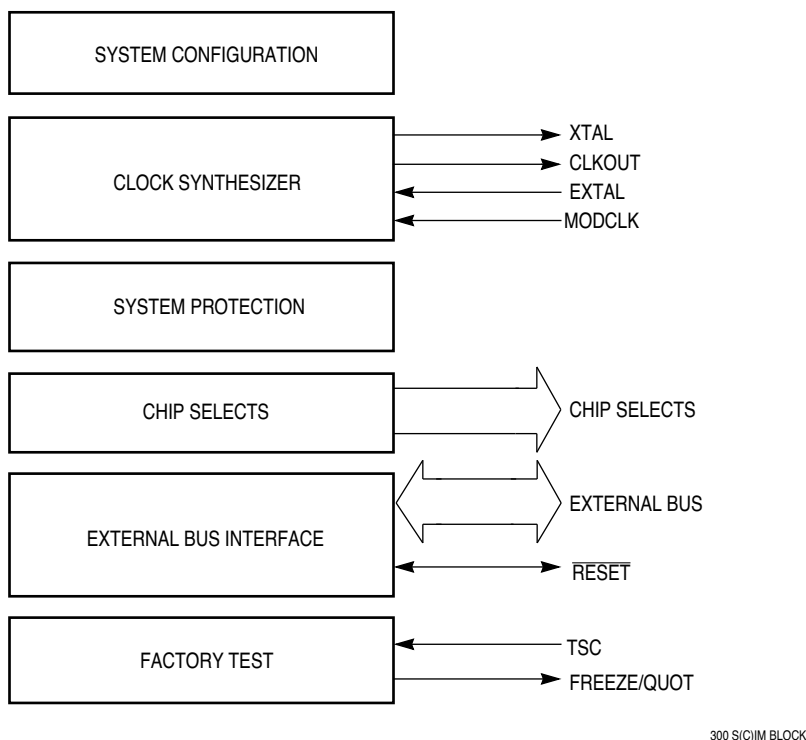 SYSTEM CONFIGURATION
CLOCK SYNTHESIZER
XTAL
CLKOUT
EXTAL
MODCLK
SYSTEM PROTECTION
CHIP SELECTS
CHIP SELECTS
EXTERNAL BUS INTERFACE
EXTERNAL BUS
RESET
FACTORY TEST
TSC
FREEZE/QUOT
300 S(C)IM BLOCK